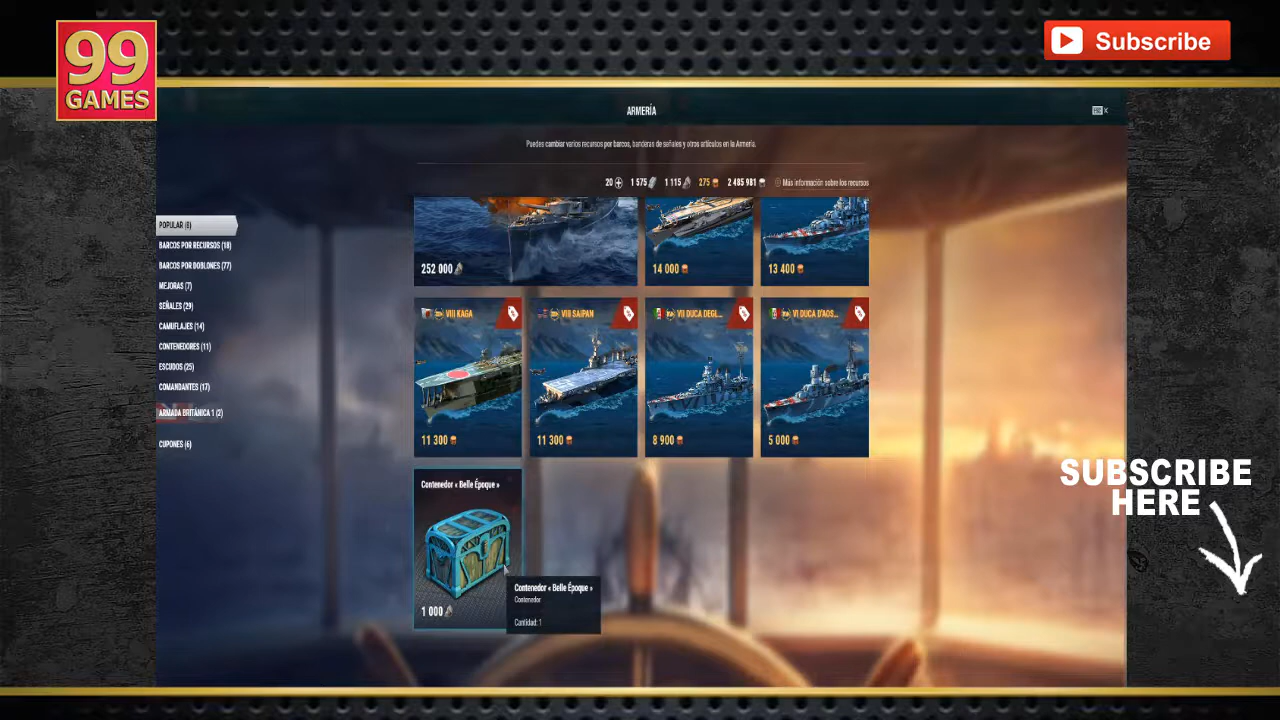 99
GAMES
Subscribe
ARMERÍA
Puedes cambiar varios recursos por barcos, banderas de señales y otros artículos en la Armería.
20 1 575 1 115 275 2 485 981 Más información sobre los recursos
POPULAR (8)
BARCOS POR RECURSOS (18)
BARCOS POR DOBLONES (77)
MEJORAS (7)
SEÑALES (29)
CAMUFLAJES (14)
CONTENEDORES (11)
ESCUDOS (25)
COMANDANTES (17)
ARMADA BRITÁNICA 1 (2)
CUPONES (6)
252 000
14 000
13 400
VIII KAGA
VIII SAIPAN
VII DUCA DEGL...
VI DUCA D'AOS...
11 300
11 300
8 900
5 000
Contenedor « Belle Époque »
1 000
Contenedor « Belle Époque »
Contenedor
Cantidad: 1
SUBSCRIBE
HERE